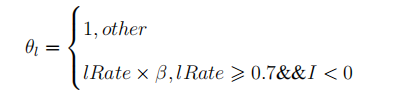 1, other
θ_l =
lRate × β, lRate ⩾ 0.7&&I < 0